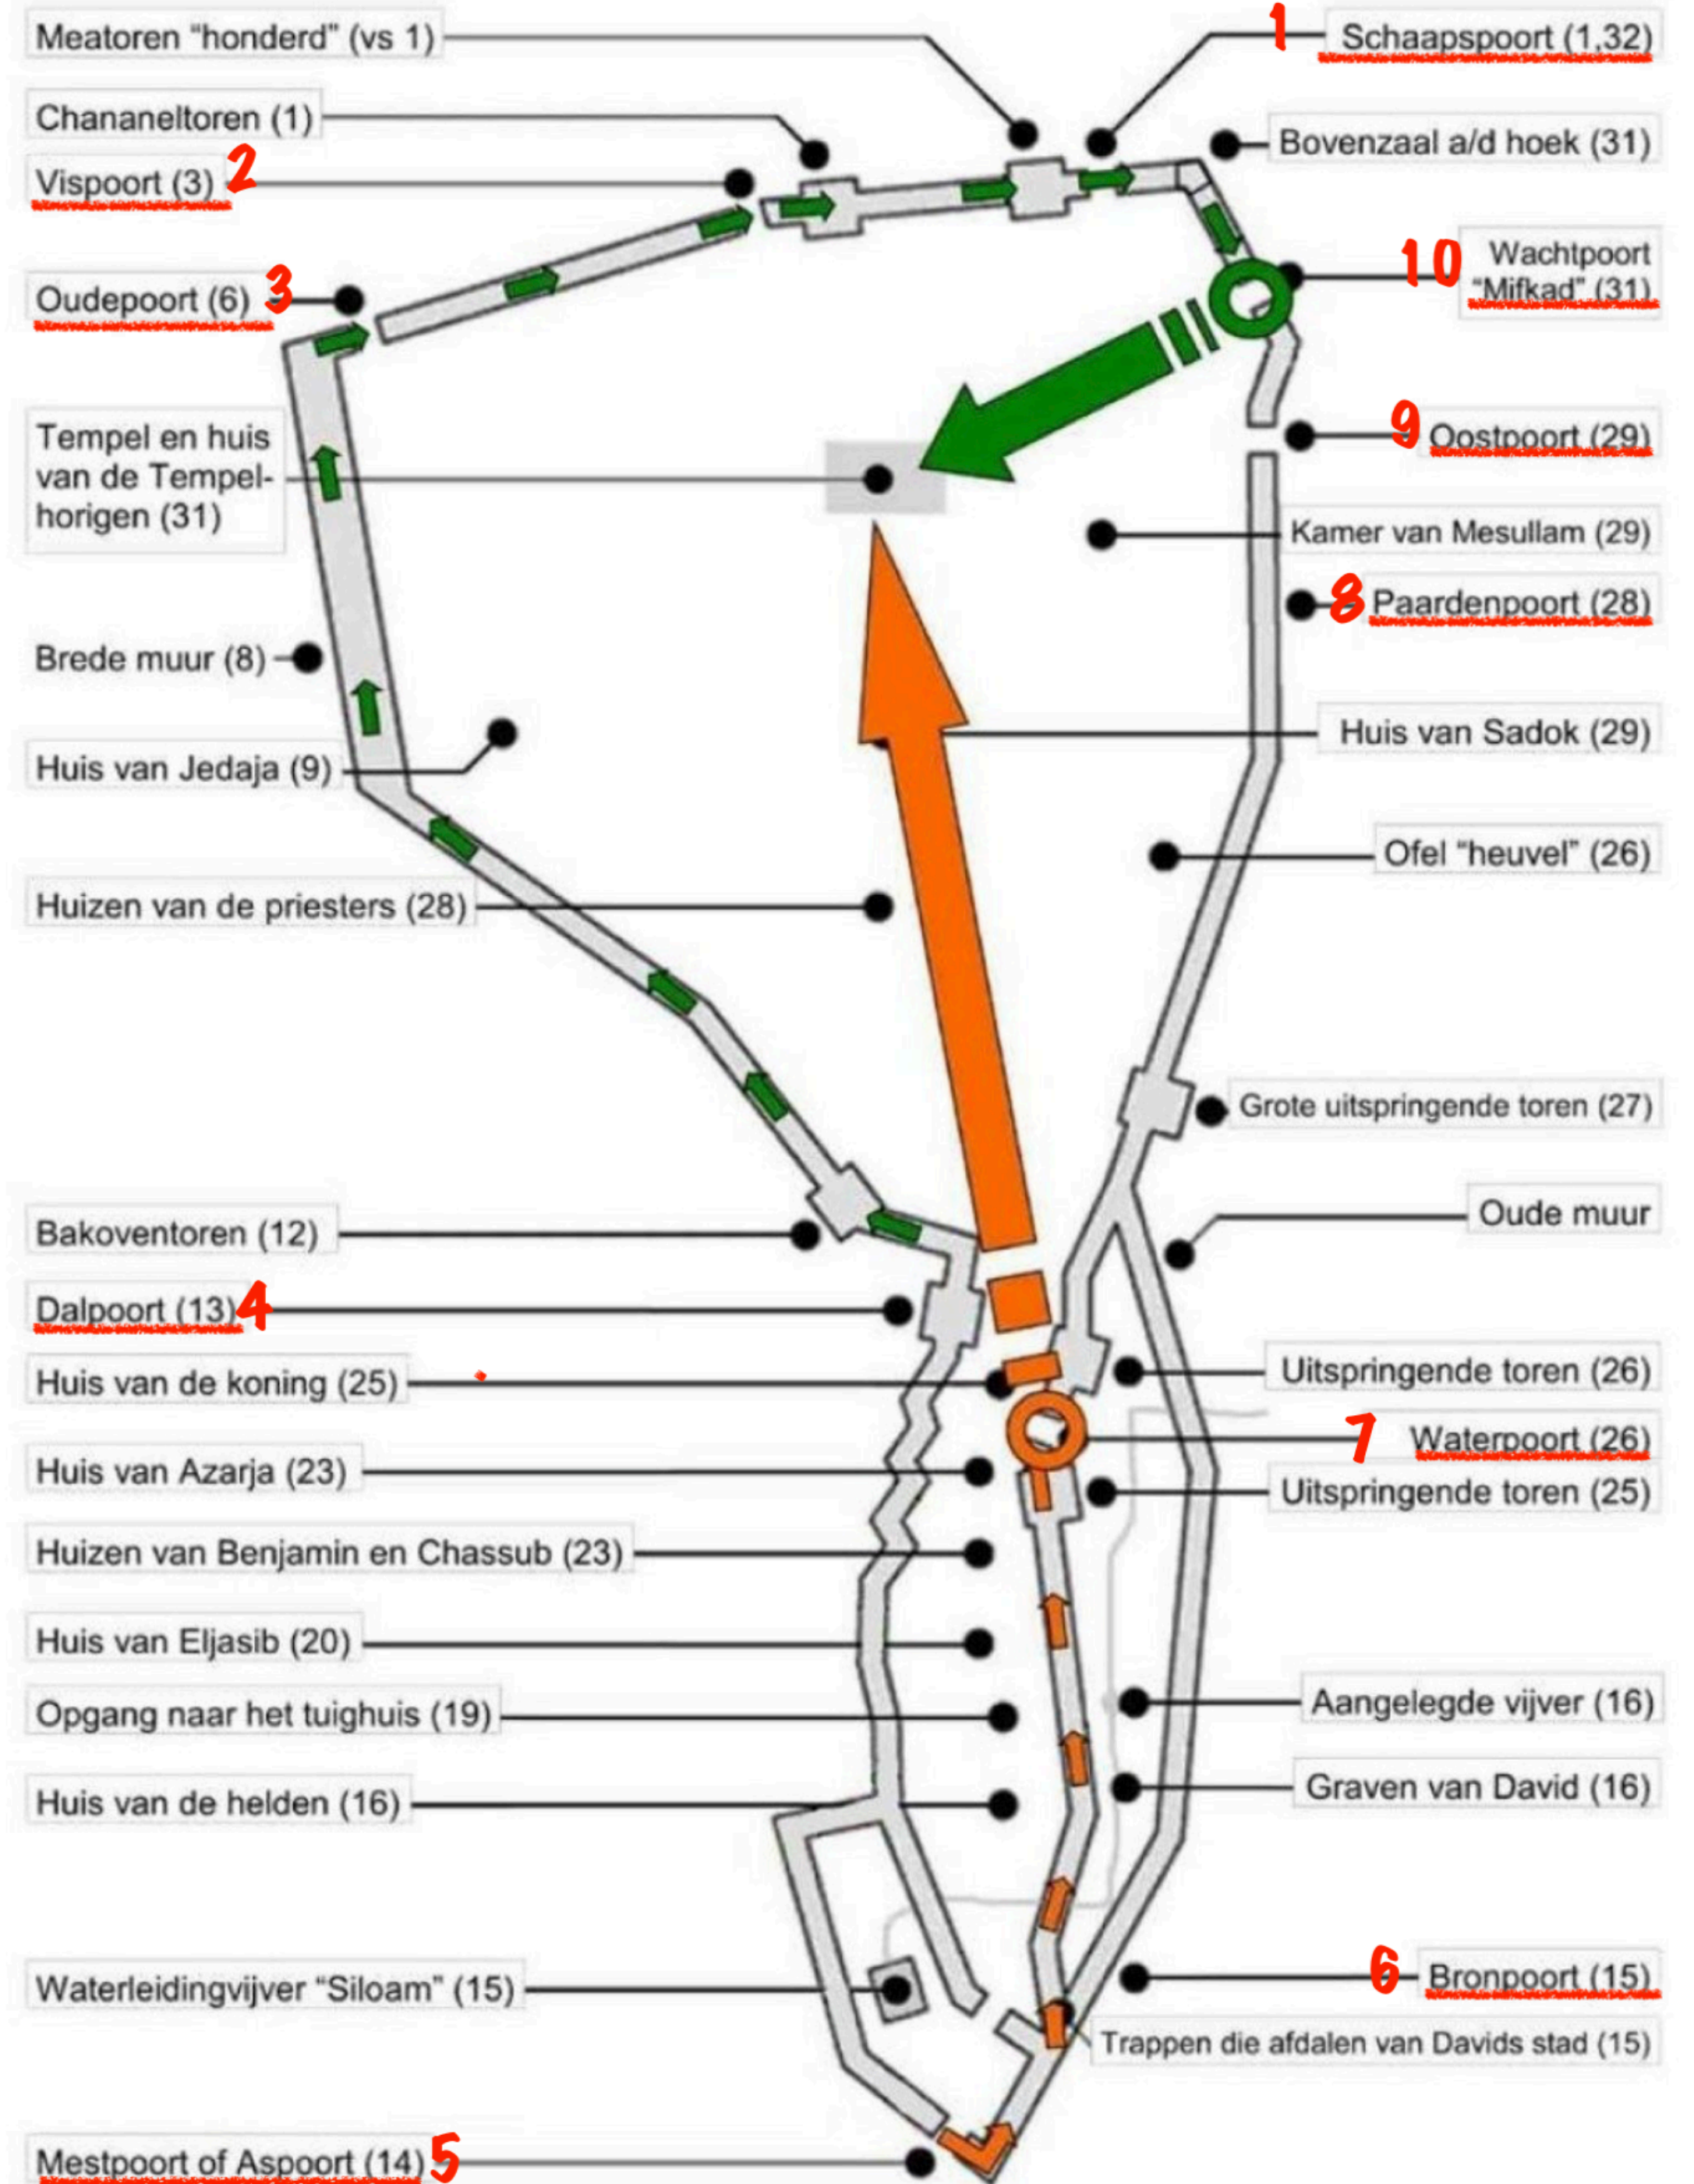 Meatoren “honderd” (vs 1)
1 Schaapspoort (1,32)
Chananeltoren (1)
Bovenzaal a/d hoek (31)
Vispoort (3) 2
10 Wachtpoort
“Mifkad” (31)
Oudepoort (6) 3
Tempel en huis
van de Tempel-
horigen (31)
9 Oostpoort (29)
Kamer van Mesullam (29)
8 Paardenpoort (28)
Brede muur (8)
Huis van Sadok (29)
Huis van Jedaja (9)
Ofel “heuvel” (26)
Huizen van de priesters (28)
Grote uitspringende toren (27)
Oude muur
Bakoventoren (12)
Dalpoort (13) 4
Uitspringende toren (26)
Huis van de koning (25)
7 Waterpoort (26)
Huis van Azarja (23)
Uitspringende toren (25)
Huizen van Benjamin en Chassub (23)
Huis van Eljasib (20)
Aangelegde vijver (16)
Opgang naar het tuighuis (19)
Graven van David (16)
Huis van de helden (16)
6 Bronpoort (15)
Waterleidingvijver “Siloam” (15)
Trappen die afdalen van Davids stad (15)
Mestpoort of Aspoort (14) 5